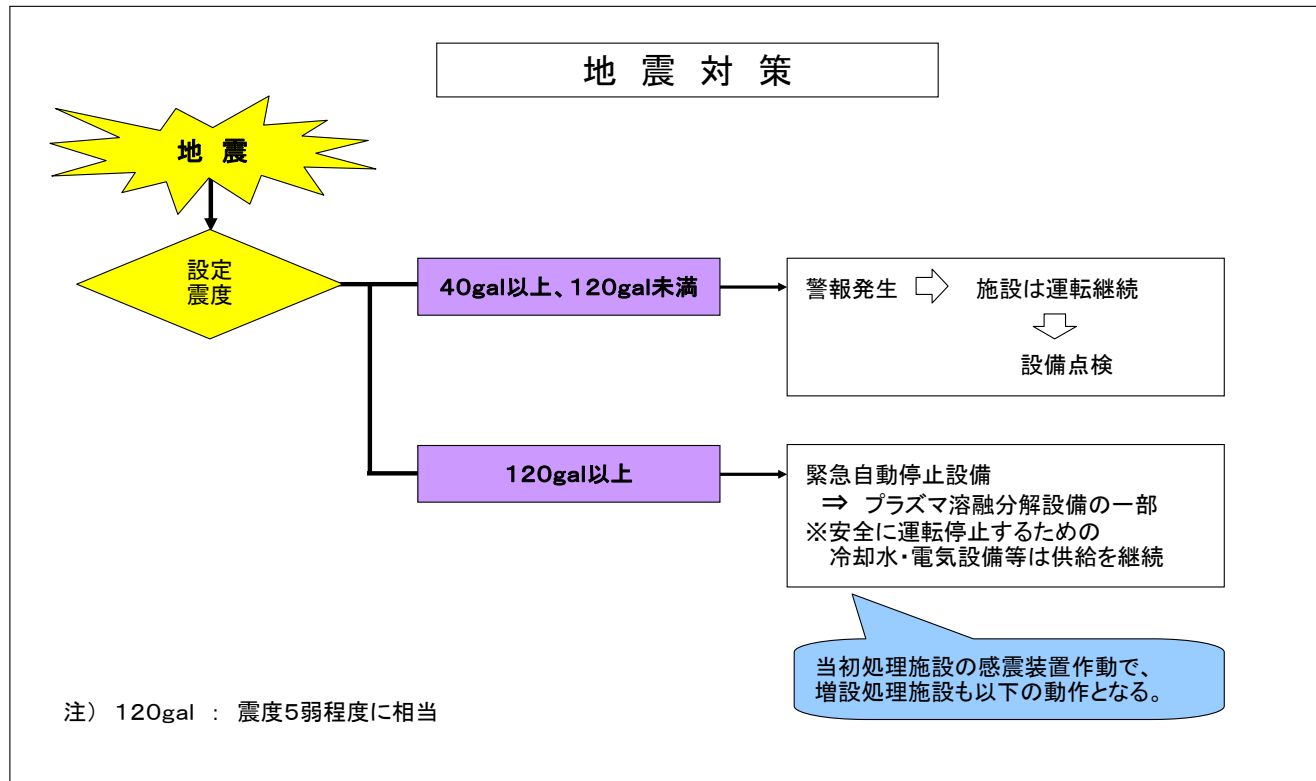 地 震 対 策
地 震
設定
震度
40gal以上、120gal未満
警報発生 ⇨ 施設は運転継続
設備点検
120gal以上
緊急自動停止設備
⇒ プラズマ溶融分解設備の一部
※安全に運転停止するための
冷却水・電気設備等は供給を継続
当初処理施設の感震装置作動で、
増設処理施設も以下の動作となる。
注） 120gal ： 震度5弱程度に相当